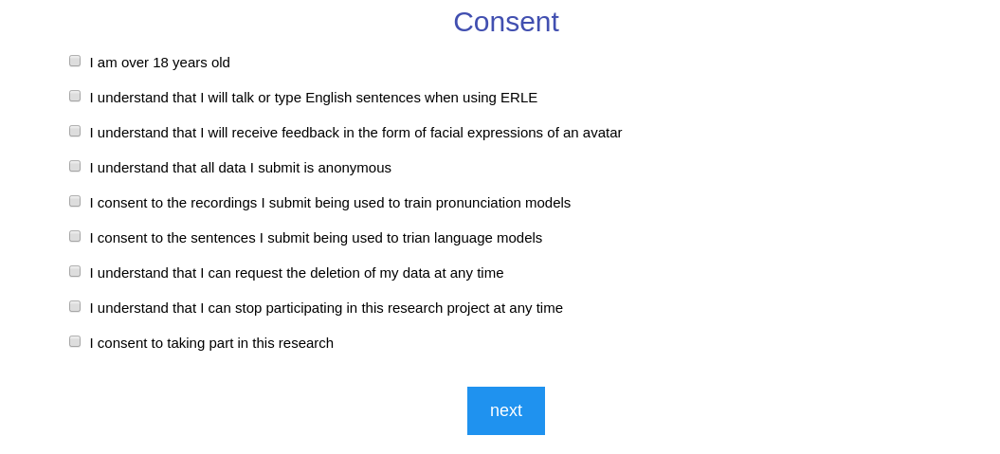 Consent
I am over 18 years old
I understand that I will talk or type English sentences when using ERLE
I understand that I will receive feedback in the form of facial expressions of an avatar
I understand that all data I submit is anonymous
I consent to the recordings I submit being used to train pronunciation models
I consent to the sentences I submit being used to trian language models
I understand that I can request the deletion of my data at any time
I understand that I can stop participating in this research project at any time
I consent to taking part in this research
next